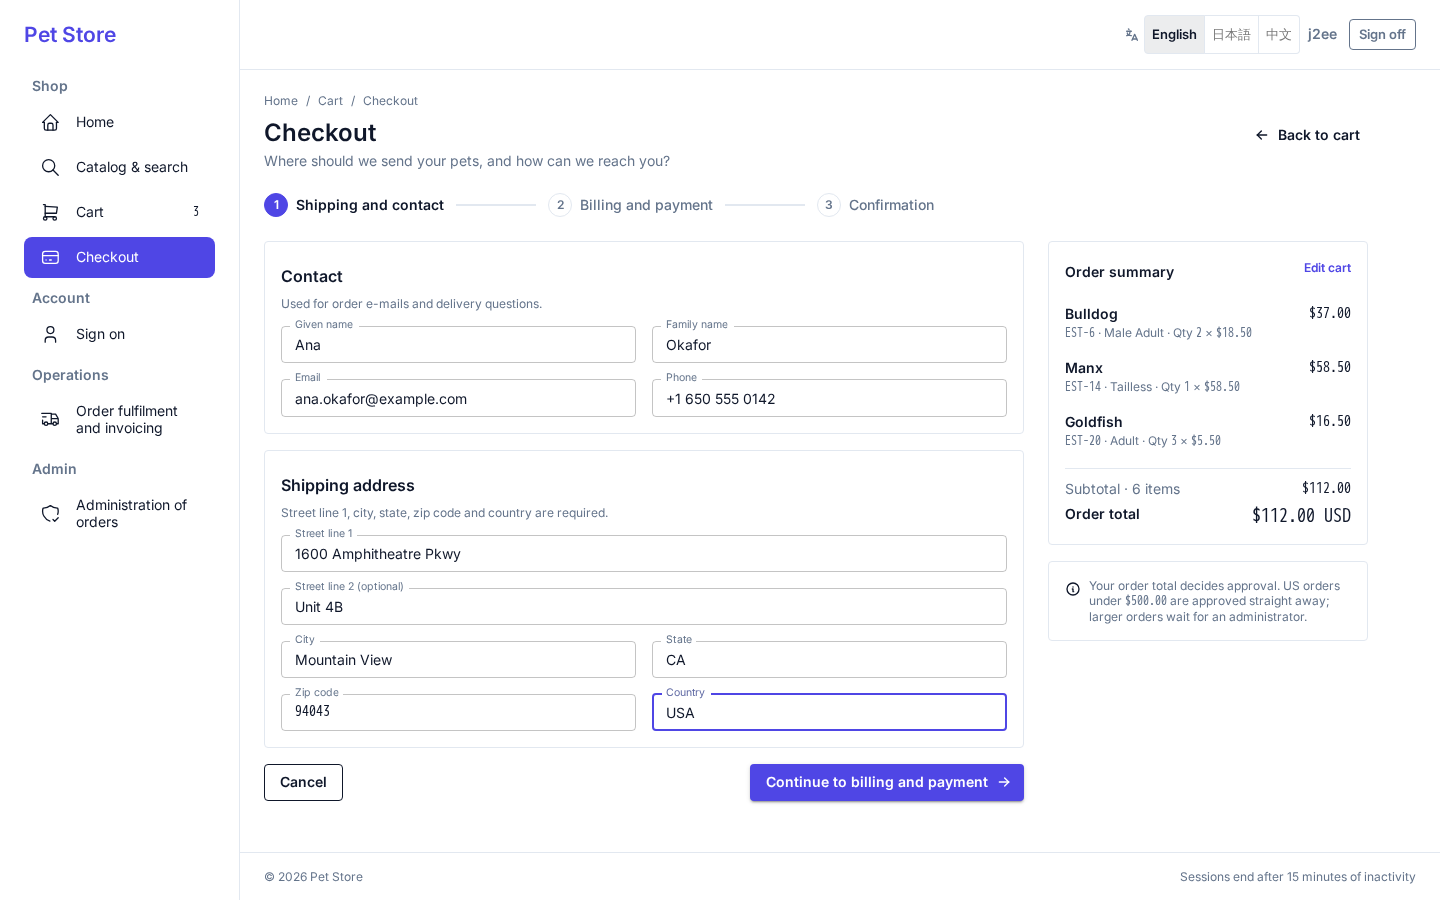 Pet Store
English
日本語
中文
j2ee
Sign off
Shop
Home
Catalog & search
Cart
3
Checkout
Account
Sign on
Operations
Order fulfilment
and invoicing
Admin
Administration of
orders
Home / Cart / Checkout
Checkout
Where should we send your pets, and how can we reach you?
Back to cart
1 Shipping and contact
2 Billing and payment
3 Confirmation
Contact
Used for order e-mails and delivery questions.
Given name
Ana
Family name
Okafor
Email
ana.okafor@example.com
Phone
+1 650 555 0142
Shipping address
Street line 1, city, state, zip code and country are required.
Street line 1
1600 Amphitheatre Pkwy
Street line 2 (optional)
Unit 4B
City
Mountain View
State
CA
Zip code
94043
Country
USA
Cancel
Continue to billing and payment
Order summary
Edit cart
Bulldog
$37.00
EST-6 · Male Adult · Qty 2 × $18.50
Manx
$58.50
EST-14 · Tailless · Qty 1 × $58.50
Goldfish
$16.50
EST-20 · Adult · Qty 3 × $5.50
Subtotal · 6 items
$112.00
Order total
$112.00 USD
Your order total decides approval. US orders
under $500.00 are approved straight away;
larger orders wait for an administrator.
© 2026 Pet Store
Sessions end after 15 minutes of inactivity